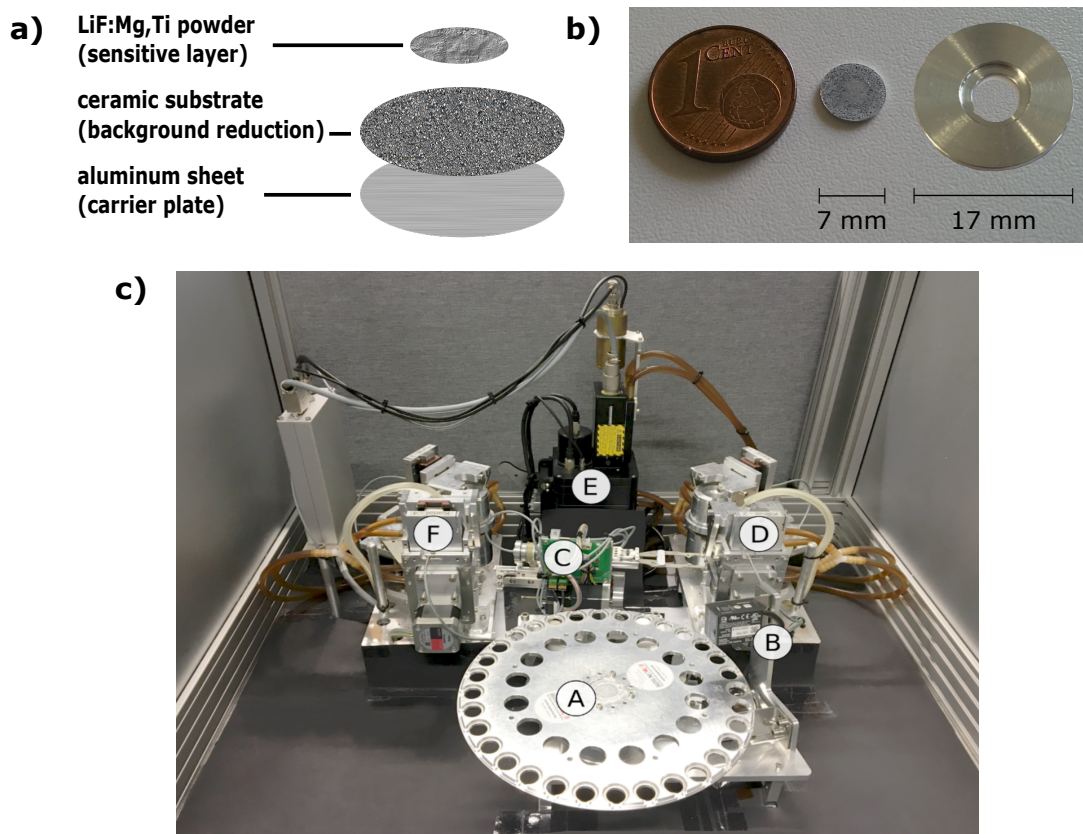 a)
LiF:Mg,Ti powder
(sensitive layer)
ceramic substrate
(background reduction)
aluminum sheet
(carrier plate)
b)
1
EURO
CENT
7 mm
17 mm
c)
E
F
D
C
B
A